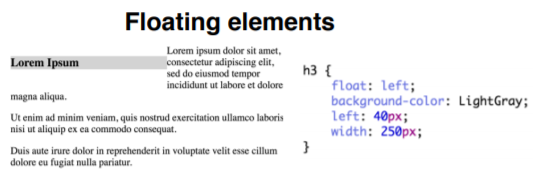 Floating elements
Lorem Ipsum
Lorem ipsum dolor sit amet,
consectetur adipiscing elit,
sed do eiusmod tempor
incididunt ut labore et dolore
magna aliqua.
Ut enim ad minim veniam, quis nostrud exercitation ullamco laboris
nisi ut aliquip ex ea commodo consequat.
Duis aute irure dolor in reprehenderit in voluptate velit esse cillum
dolore eu fugiat nulla pariatur.
h3 {
float: left;
background-color: LightGray;
left: 40px;
width: 250px;
}